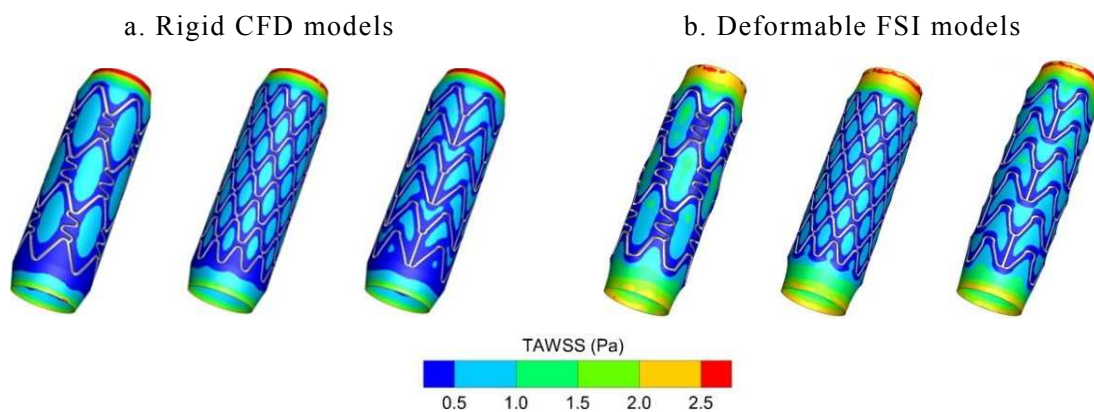 a. Rigid CFD models
b. Deformable FSI models
TAWSS (Pa)
0.5 1.0 1.5 2.0 2.5